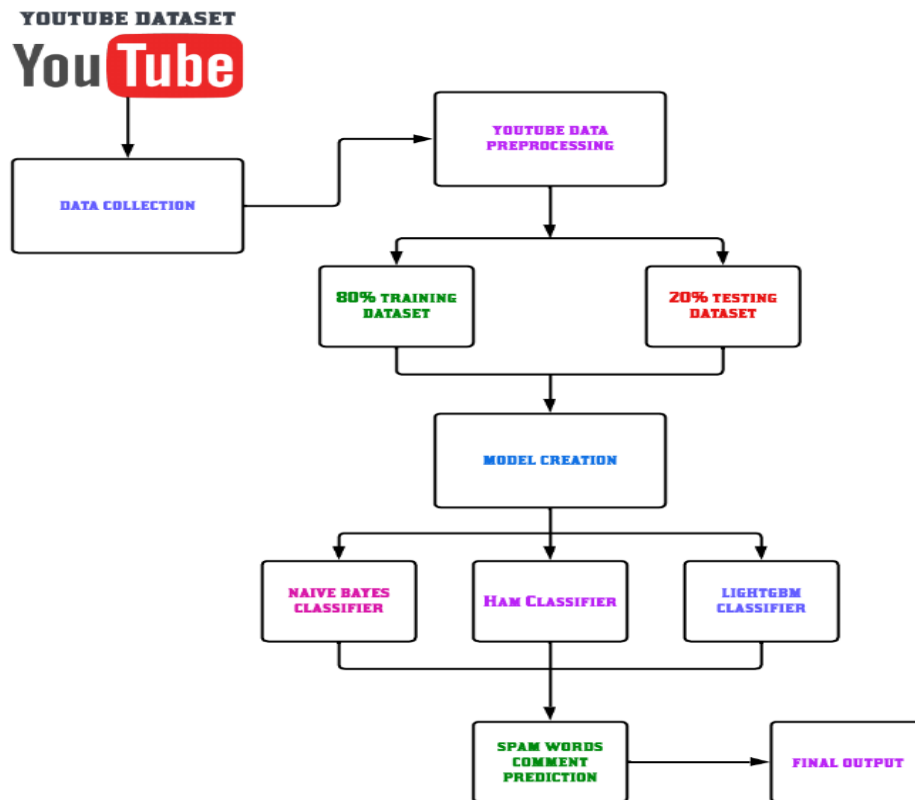 YOUTUBE DATASET
YouTube
DATA COLLECTION
YOUTUBE DATA
PREPROCESSING
80% TRAINING
DATASET
20% TESTING
DATASET
MODEL CREATION
NAIVE BAYES
CLASSIFIER
HAM CLASSIFIER
LIGHTGBM
CLASSIFIER
SPAM WORDS
COMMENT
PREDICTION
FINAL OUTPUT